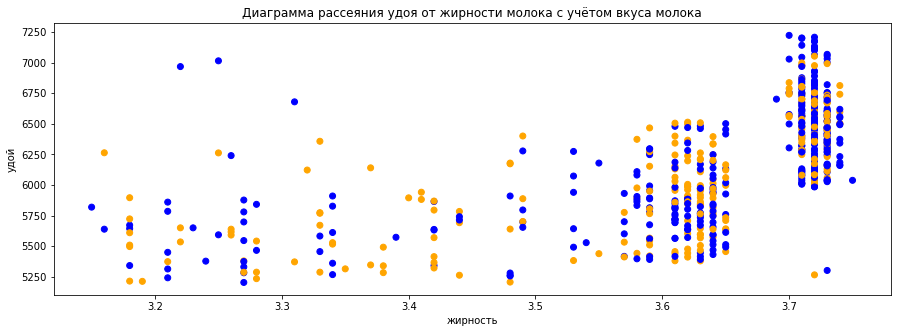 Диаграмма рассеяния удоя от жирности молока с учётом вкуса молока
удой
7250
7000
6750
6500
6250
6000
5750
5500
5250
3.2 3.3 3.4 3.5 3.6 3.7
жирность